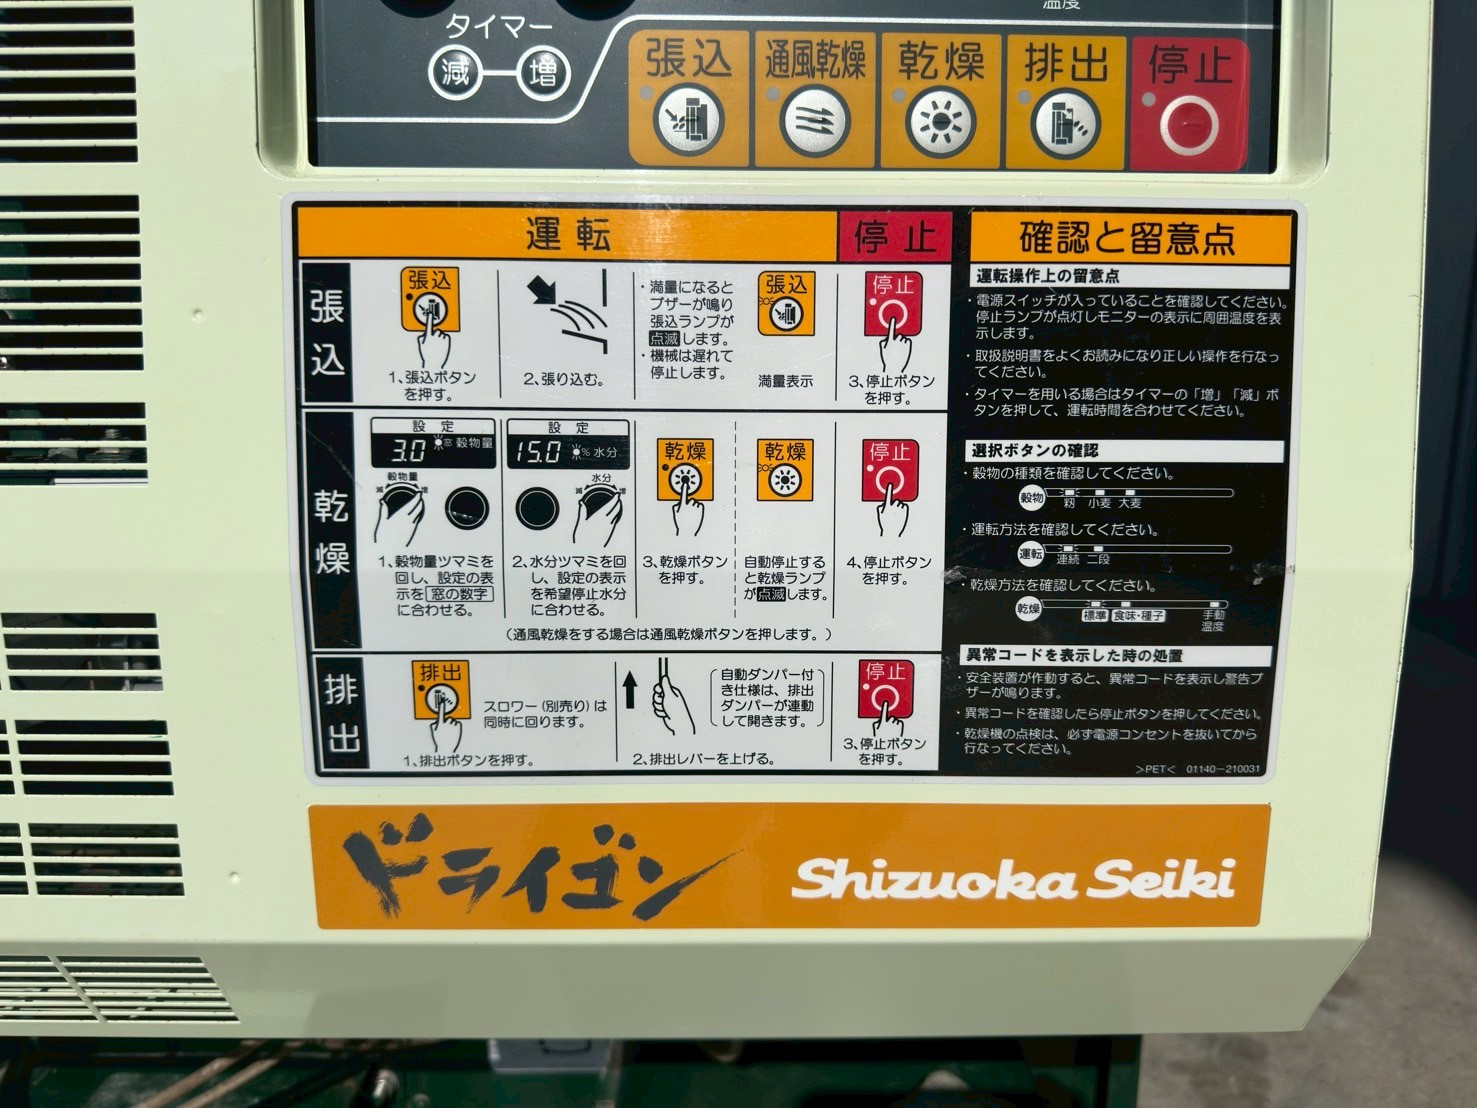 温度
タイマー
減 増
張込 通風乾燥 乾燥 排出 停止
運転 停止
張込
張込
1、張込ボタン
を押す。
2、張り込む。
・満量になると
ブザーが鳴り
張込ランプが
点滅します。
・機械は遅れて
停止します。
張込
満量表示
停止
3、停止ボタン
を押す。
乾燥
設定
3.0 窓 穀物量
穀物量
減 増
1、穀物量ツマミを
回し、設定の表
示を窓の数字
に合わせる。
設定
15.0 % 水分
水分
減 増
2、水分ツマミを回
し、設定の表示
を希望停止水分
に合わせる。
乾燥
3、乾燥ボタン
を押す。
乾燥
自動停止する
と乾燥ランプ
が点滅します。
停止
4、停止ボタン
を押す。
（通風乾燥をする場合は通風乾燥ボタンを押します。）
排出
排出
スロワー（別売り）は
同時に回ります。
1、排出ボタンを押す。
自動ダンパー付
き仕様は、排出
ダンパーが連動
して開きます。
2、排出レバーを上げる。
停止
3、停止ボタン
を押す。
確認と留意点
運転操作上の留意点
・電源スイッチが入っていることを確認してください。
停止ランプが点灯しモニターの表示に周囲温度を表
示します。
・取扱説明書をよくお読みになり正しい操作を行なっ
てください。
・タイマーを用いる場合はタイマーの「増」「減」ボ
タンを押して、運転時間を合わせてください。
選択ボタンの確認
・穀物の種類を確認してください。
穀物 籾 小麦 大麦
・運転方法を確認してください。
運転 連続 二段
・乾燥方法を確認してください。
乾燥 標準 食味・種子 手動
温度
異常コードを表示した時の処置
・安全装置が作動すると、異常コードを表示し警告ブ
ザーが鳴ります。
・異常コードを確認したら停止ボタンを押してください。
・乾燥機の点検は、必ず電源コンセントを抜いてから
行なってください。
>PET< 01140-210031
ドライゴン
Shizuoka Seiki